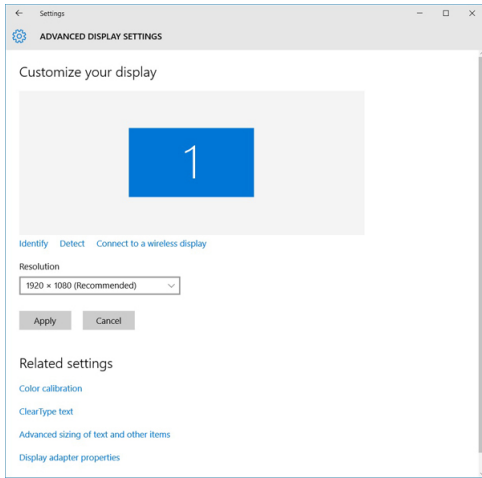 Settings
ADVANCED DISPLAY SETTINGS
Customize your display
1
Identify Detect Connect to a wireless display
Resolution
1920 × 1080 (Recommended)
Apply Cancel
Related settings
Color calibration
ClearType text
Advanced sizing of text and other items
Display adapter properties